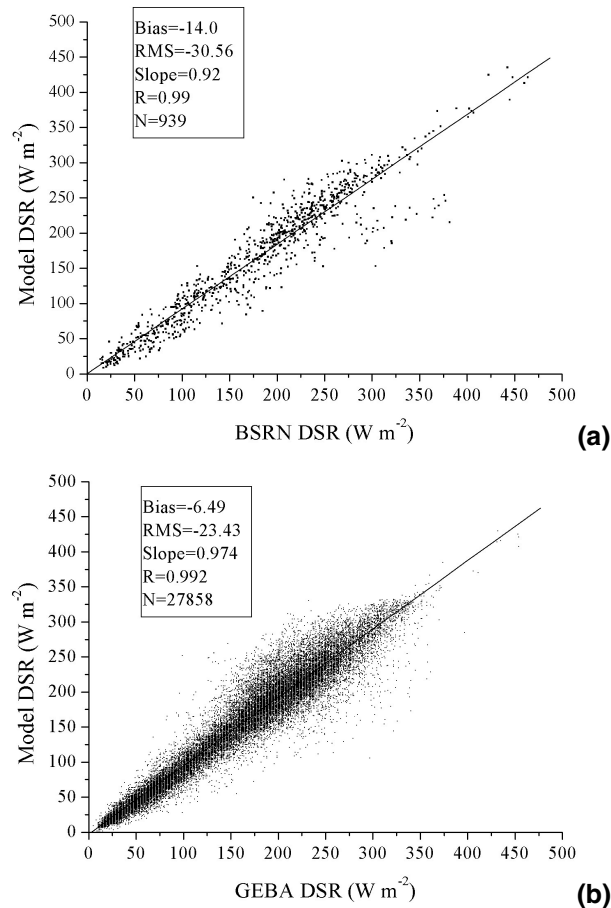 500
450
400
350
300
250
200
150
100
50
0
Model DSR (W m⁻²)
Bias=-14.0
RMS=-30.56
Slope=0.92
R=0.99
N=939
0 50 100 150 200 250 300 350 400 450 500
BSRN DSR (W m⁻²)
(a)
500
450
400
350
300
250
200
150
100
50
0
Model DSR (W m⁻²)
Bias=-6.49
RMS=-23.43
Slope=0.974
R=0.992
N=27858
0 50 100 150 200 250 300 350 400 450 500
GEBA DSR (W m⁻²)
(b)